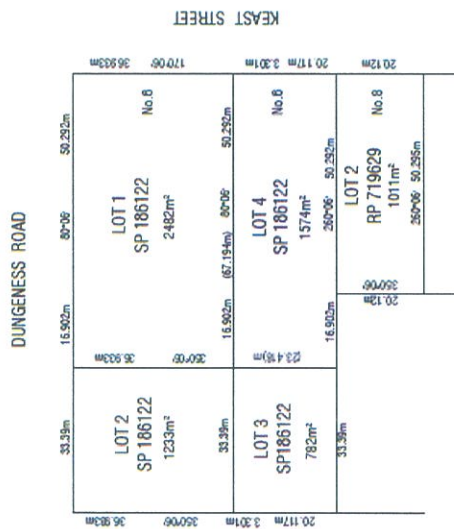 KEAST STREET
DUNGENESS ROAD
16.902m 80°06' 50.292m
33.39m
36.933m 170°06'
3.301m 20.117m
20.12m
LOT 1
SP 186122
2482m²
No.6
36.933m 350°06'
16.902m (67.194m) 80°06' 50.292m
LOT 4
SP 186122
1574m²
No.6
(23.418)m
16.902m 260°06' 50.292m
LOT 2
RP 719629
1011m²
No.8
20.12m 350°06'
260°06' 50.295m
LOT 2
SP 186122
1233m²
36.933m 350°06'
33.39m
LOT 3
SP186122
782m²
3.301m 20.117m
33.39m